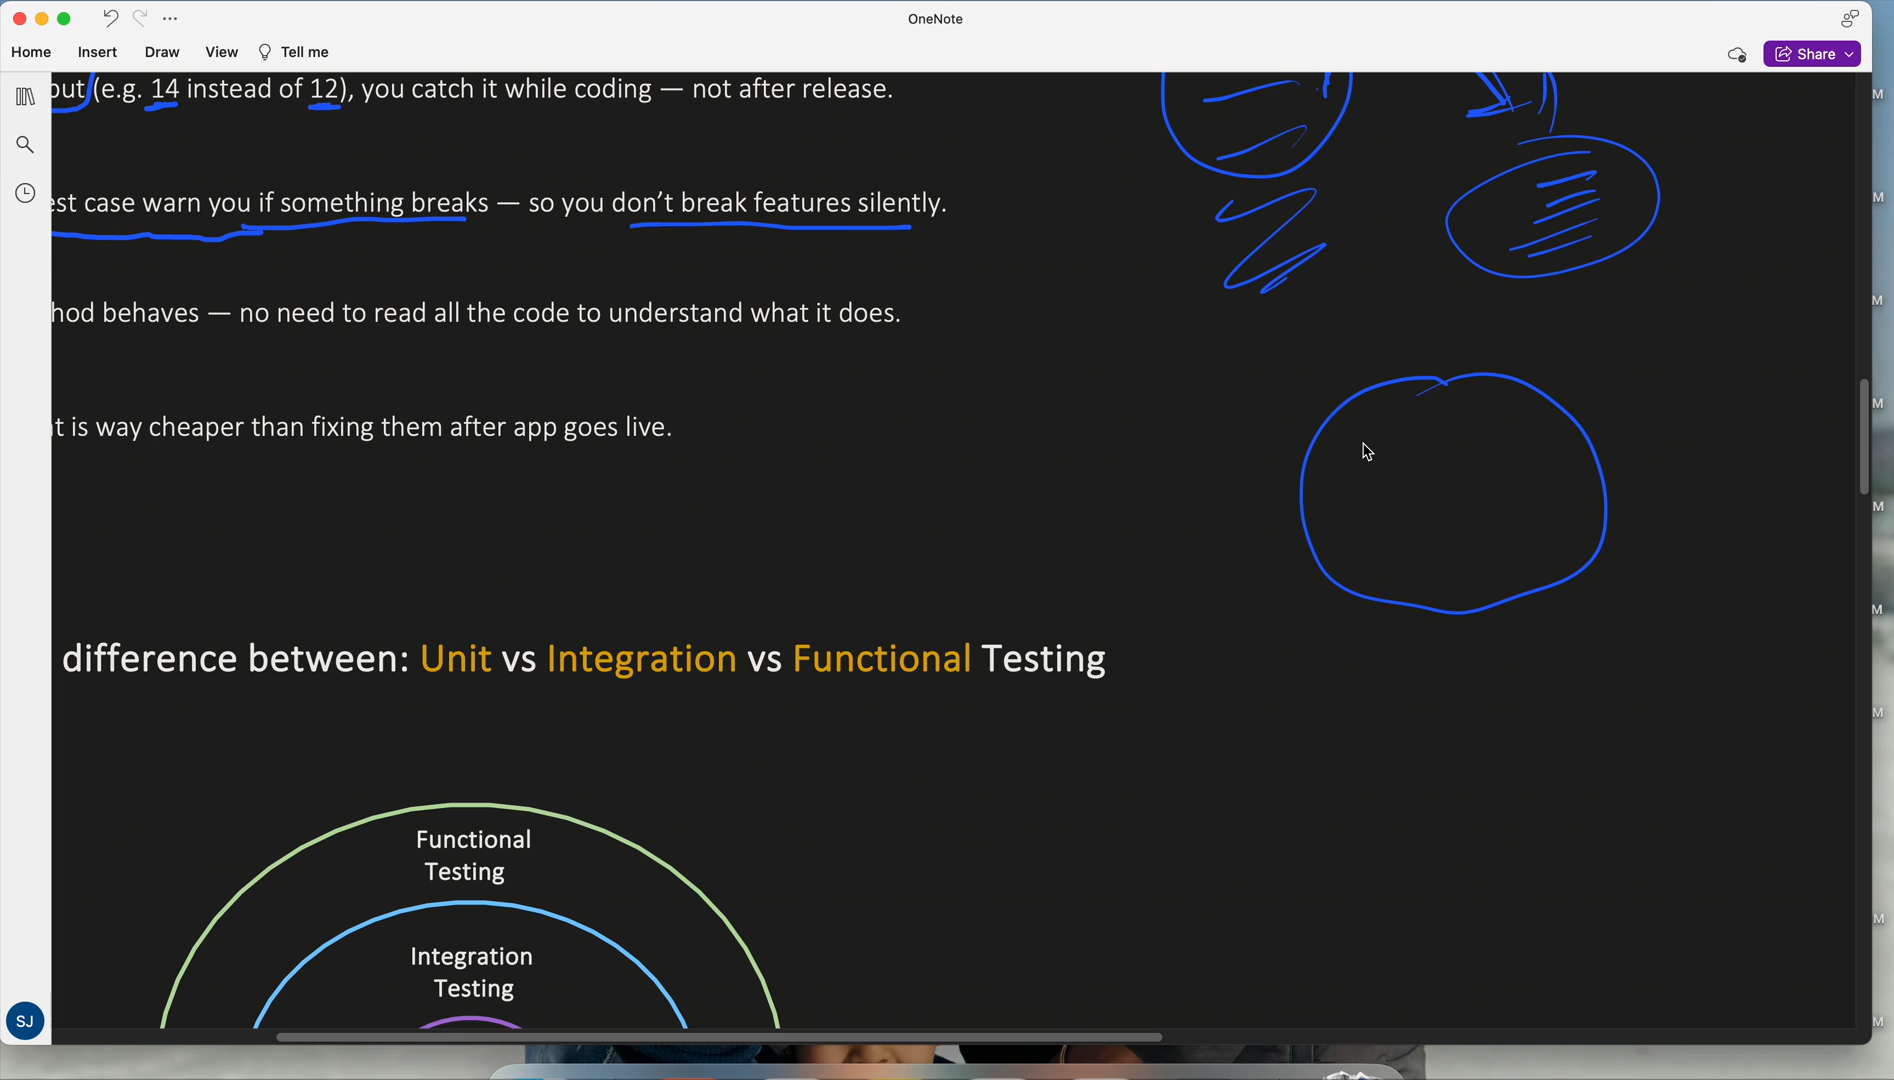 OneNote
Home Insert Draw View Tell me
Share
put (e.g. 14 instead of 12), you catch it while coding — not after release.
est case warn you if something breaks — so you don't break features silently.
hod behaves — no need to read all the code to understand what it does.
t is way cheaper than fixing them after app goes live.
difference between: Unit vs Integration vs Functional Testing
Functional
Testing
Integration
Testing
SJ
M
M
M
M
M
M
M
M
M